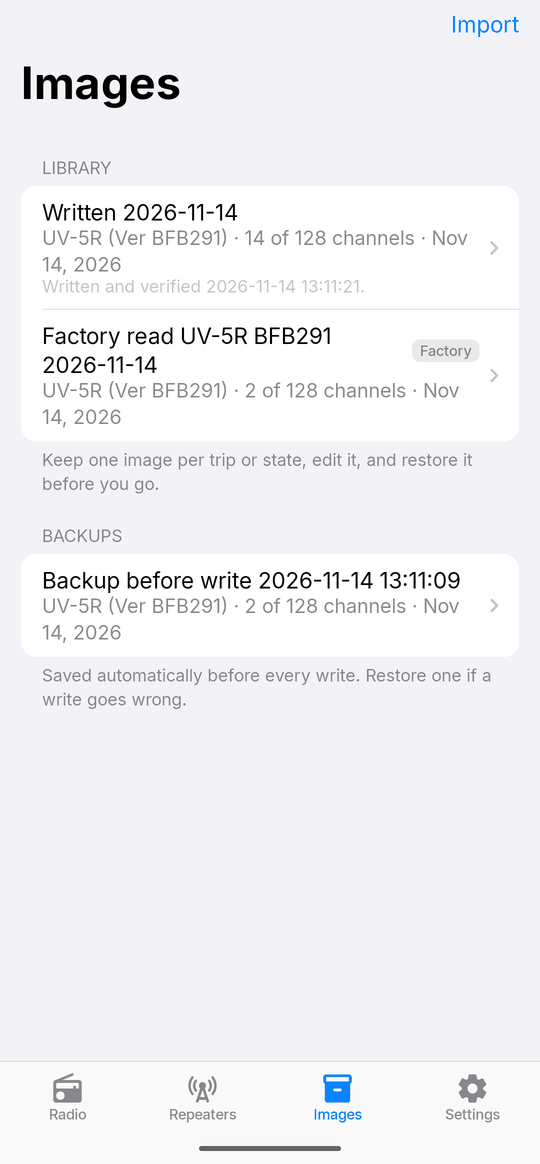 Import
Images
LIBRARY
Written 2026-11-14
UV-5R (Ver BFB291) · 14 of 128 channels · Nov
14, 2026
Written and verified 2026-11-14 13:11:21.
Factory read UV-5R BFB291
2026-11-14
Factory
UV-5R (Ver BFB291) · 2 of 128 channels · Nov
14, 2026
Keep one image per trip or state, edit it, and restore it
before you go.
BACKUPS
Backup before write 2026-11-14 13:11:09
UV-5R (Ver BFB291) · 2 of 128 channels · Nov
14, 2026
Saved automatically before every write. Restore one if a
write goes wrong.
Radio
Repeaters
Images
Settings